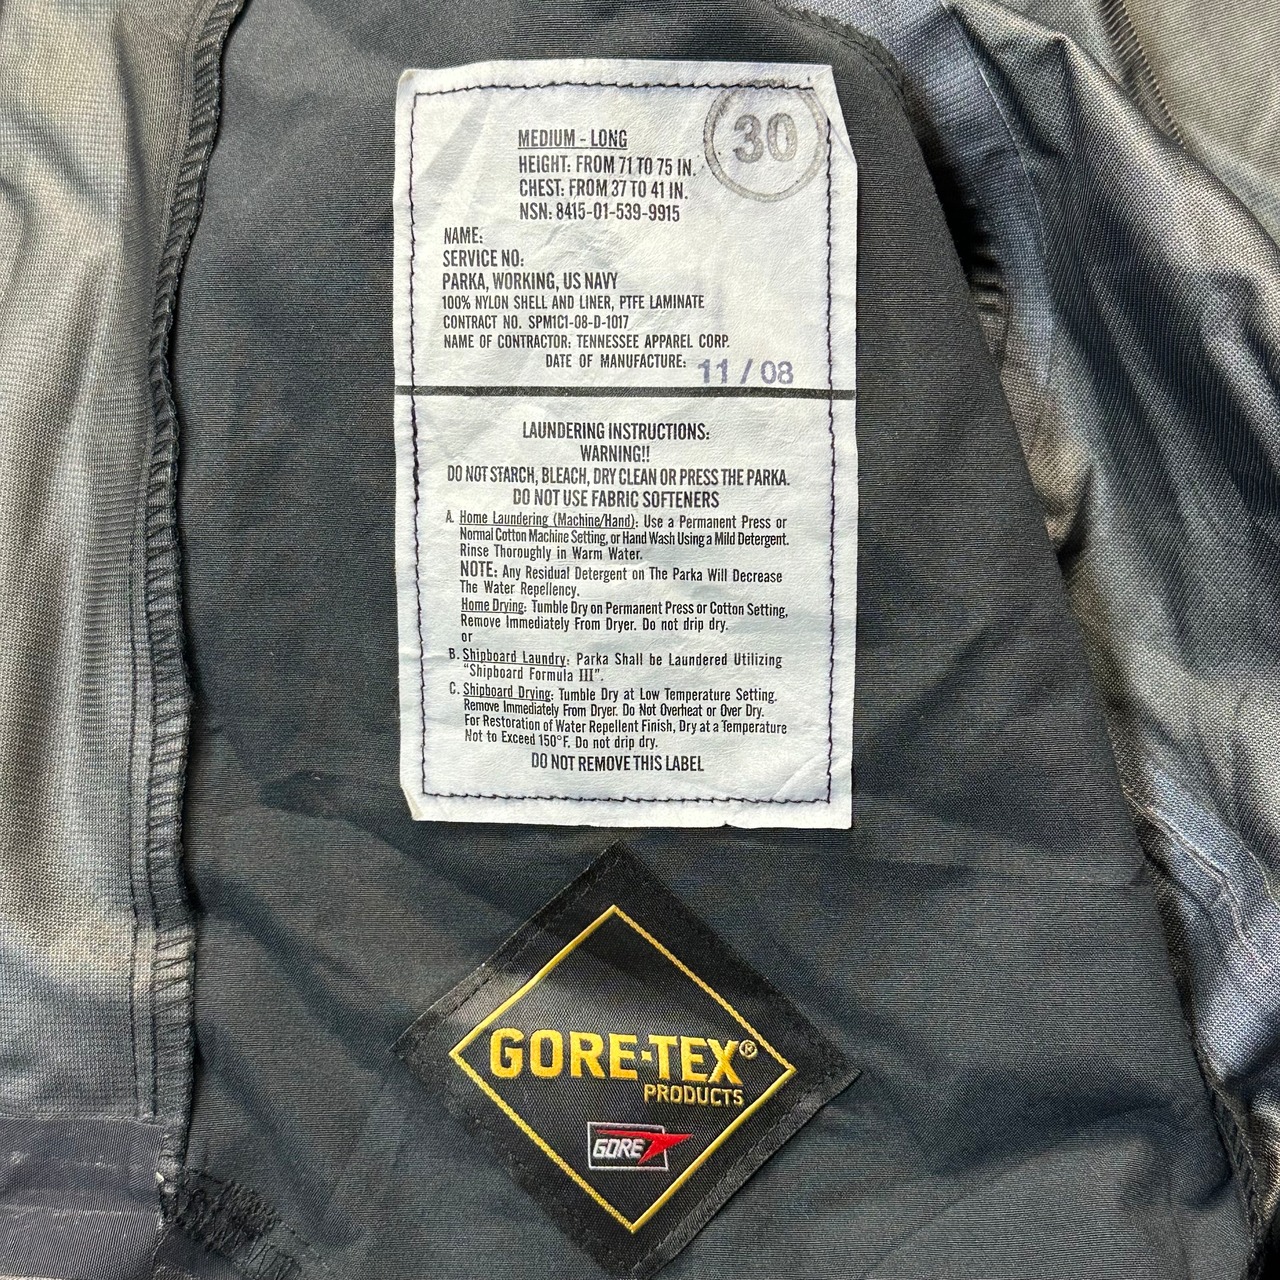 30
MEDIUM - LONG
HEIGHT: FROM 71 TO 75 IN.
CHEST: FROM 37 TO 41 IN.
NSN: 8415-01-539-9915
NAME:
SERVICE NO:
PARKA, WORKING, US NAVY
100% NYLON SHELL AND LINER, PTFE LAMINATE
CONTRACT NO. SPM1C1-08-D-1017
NAME OF CONTRACTOR: TENNESSEE APPAREL CORP.
DATE OF MANUFACTURE: 11 / 08
LAUNDERING INSTRUCTIONS:
WARNING!!
DO NOT STARCH, BLEACH, DRY CLEAN OR PRESS THE PARKA.
DO NOT USE FABRIC SOFTENERS
A. Home Laundering (Machine/Hand): Use a Permanent Press or
Normal Cotton Machine Setting, or Hand Wash Using a Mild Detergent.
Rinse Thoroughly in Warm Water.
NOTE: Any Residual Detergent on The Parka Will Decrease
The Water Repellency.
Home Drying: Tumble Dry on Permanent Press or Cotton Setting,
Remove Immediately From Dryer. Do not drip dry.
or
B. Shipboard Laundry: Parka Shall be Laundered Utilizing
"Shipboard Formula III".
C. Shipboard Drying: Tumble Dry at Low Temperature Setting.
Remove Immediately From Dryer. Do Not Overheat or Over Dry.
For Restoration of Water Repellent Finish, Dry at a Temperature
Not to Exceed 150°F. Do not drip dry.
DO NOT REMOVE THIS LABEL
GORE-TEX®
PRODUCTS
GORE